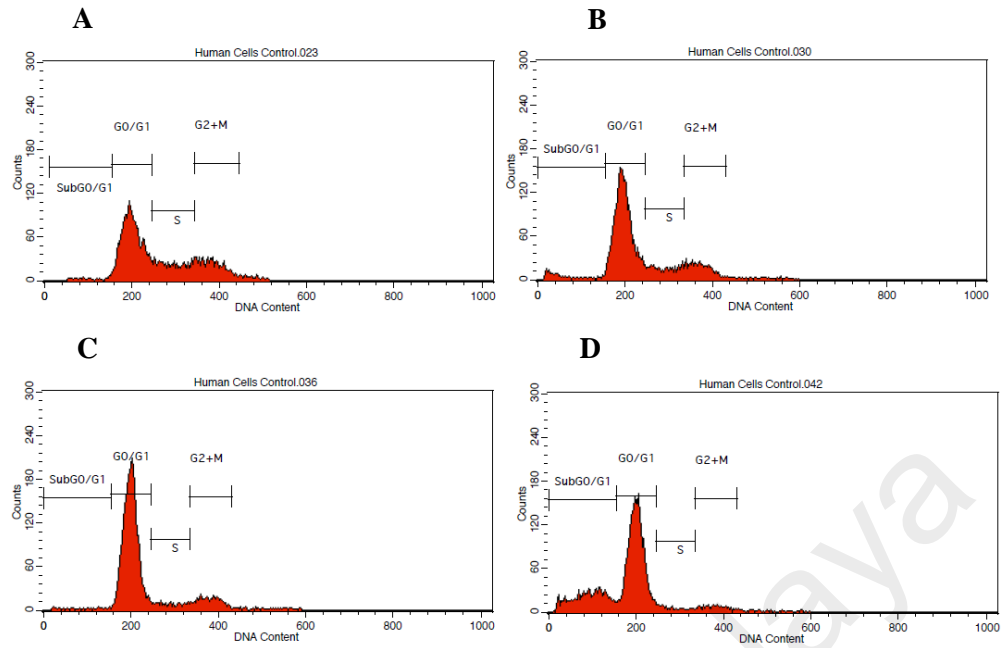 A
Human Cells Control.023
300
240
180
120
60
0
Counts
SubG0/G1
G0/G1
S
G2+M
0 200 400 600 800 1000
DNA Content
B
Human Cells Control.030
300
240
180
120
60
0
Counts
SubG0/G1
G0/G1
S
G2+M
0 200 400 600 800 1000
DNA Content
C
Human Cells Control.036
300
240
180
120
60
0
Counts
SubG0/G1
G0/G1
S
G2+M
0 200 400 600 800 1000
DNA Content
D
Human Cells Control.042
300
240
180
120
60
0
Counts
SubG0/G1
G0/G1
S
G2+M
0 200 400 600 800 1000
DNA Content
aya